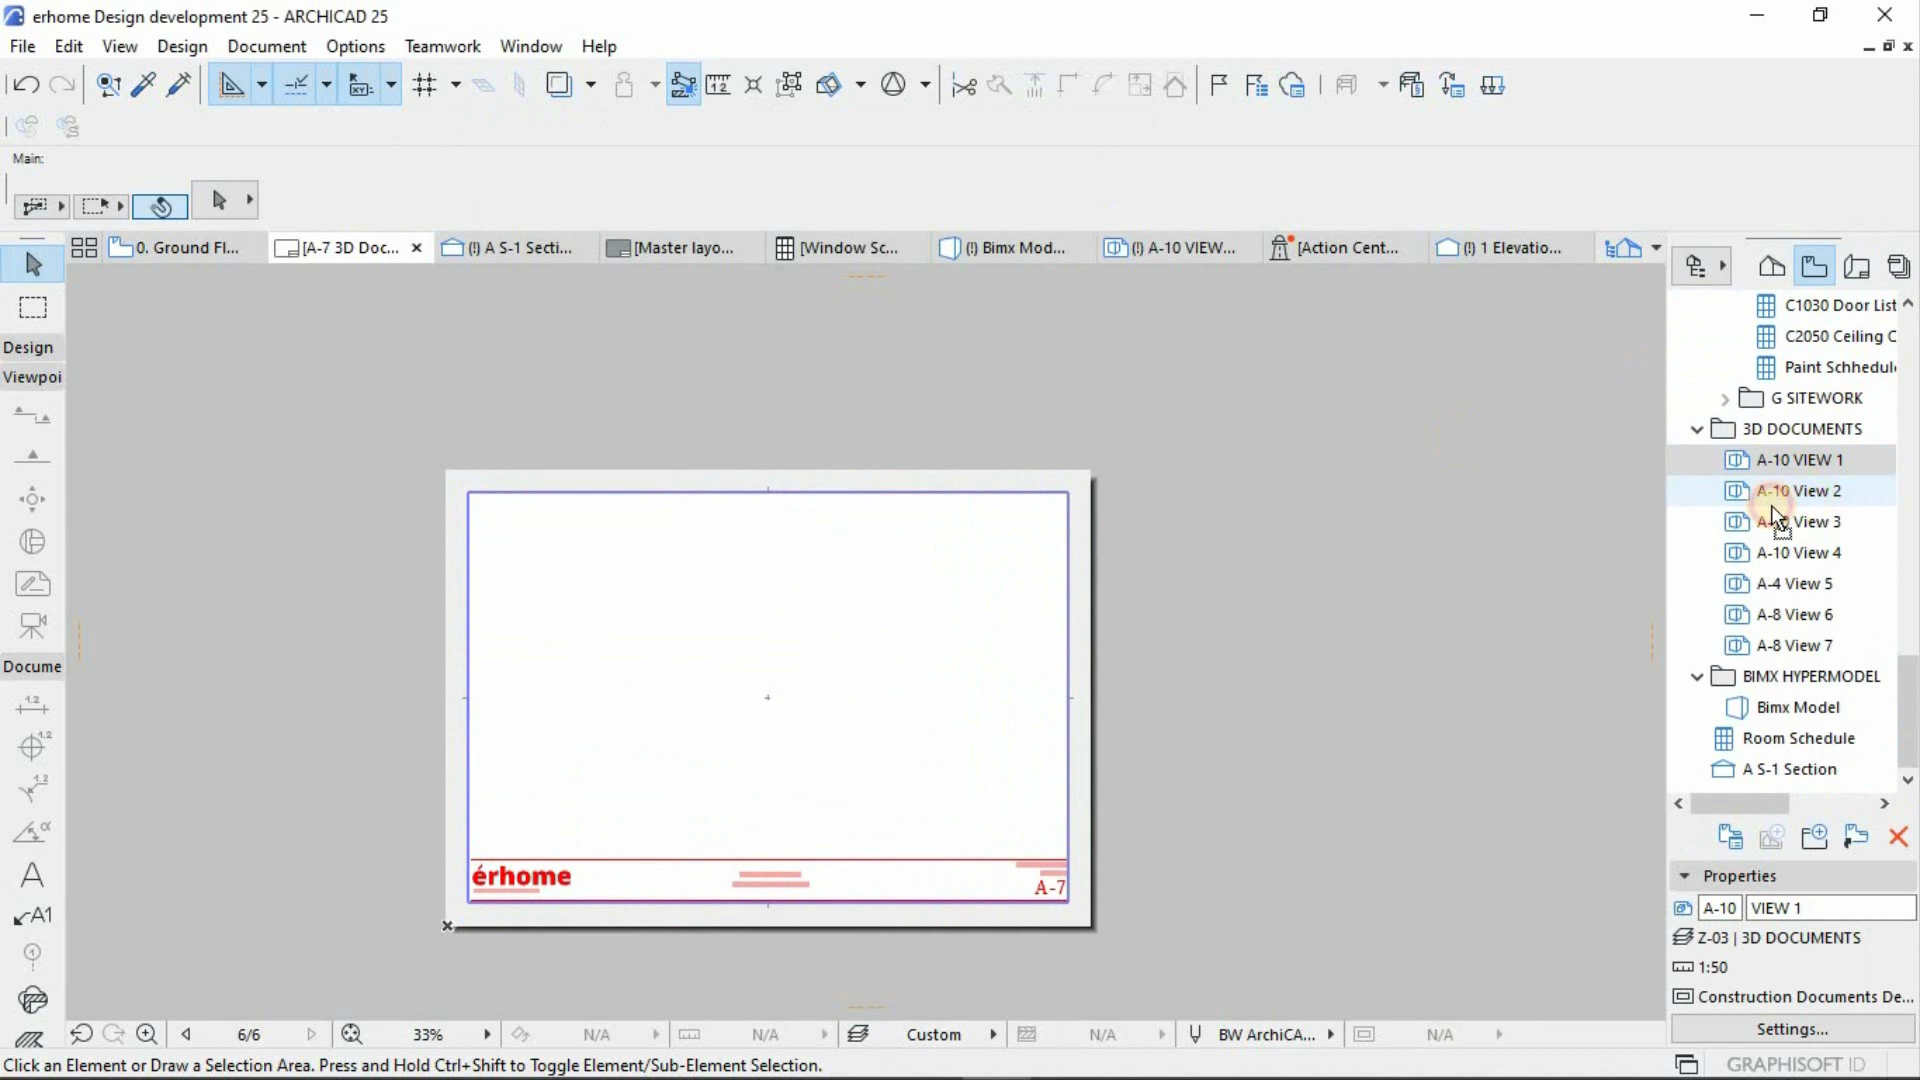 erhome Design development 25 - ARCHICAD 25
File Edit View Design Document Options Teamwork Window Help
Main:
0. Ground Fl... [A-7 3D Doc... (!) A S-1 Secti... [Master layo... [Window Sc... (!) Bimx Mod... (!) A-10 VIEW... [Action Cent... (!) 1 Elevatio...
Design
Viewpoi
Docume
C1030 Door List
C2050 Ceiling C
Paint Schhedul
G SITEWORK
3D DOCUMENTS
A-10 VIEW 1
A-10 View 2
View 3
A-10 View 4
A-4 View 5
A-8 View 6
A-8 View 7
BIMX HYPERMODEL
Bimx Model
Room Schedule
A S-1 Section
érhome
A-7
Properties
A-10 VIEW 1
Z-03 | 3D DOCUMENTS
1:50
Construction Documents De...
Settings...
6/6 33% N/A N/A Custom N/A BW ArchiCA... N/A
Click an Element or Draw a Selection Area. Press and Hold Ctrl+Shift to Toggle Element/Sub-Element Selection.
GRAPHISOFT ID